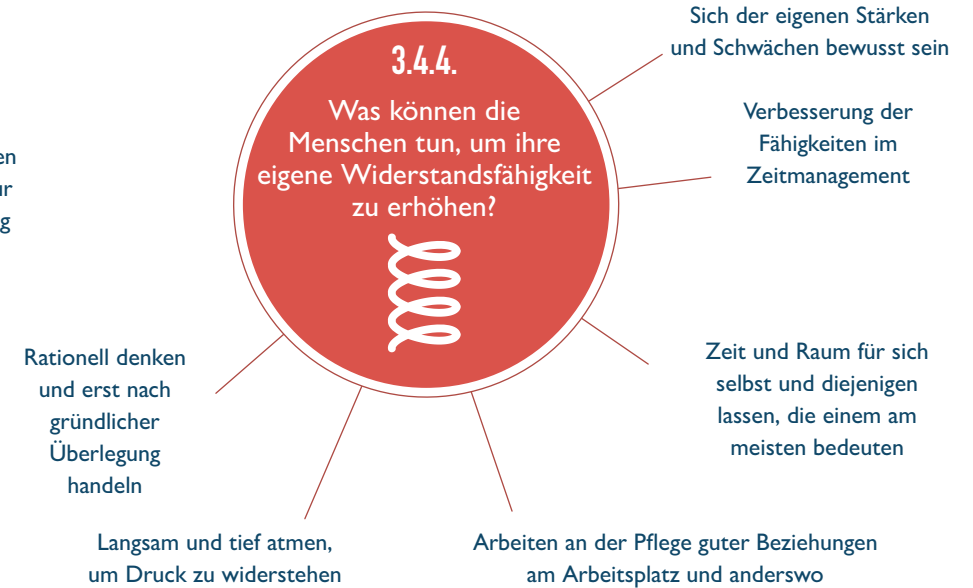 3.4.4.
Was können die
Menschen tun, um ihre
eigene Widerstandsfähigkeit
zu erhöhen?
Sich der eigenen Stärken
und Schwächen bewusst sein
Verbesserung der
Fähigkeiten im
Zeitmanagement
Zeit und Raum für sich
selbst und diejenigen
lassen, die einem am
meisten bedeuten
Arbeiten an der Pflege guter Beziehungen
am Arbeitsplatz und anderswo
Langsam und tief atmen,
um Druck zu widerstehen
Rationell denken
und erst nach
gründlicher
Überlegung
handeln